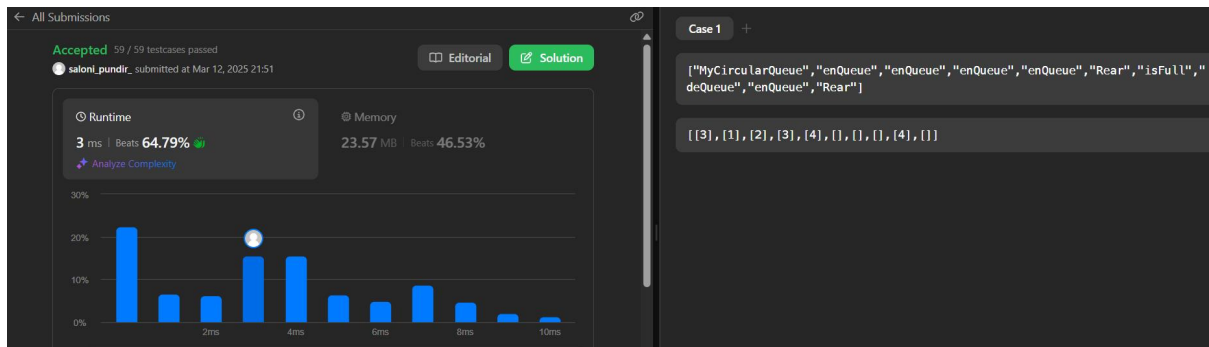 ← All Submissions
Accepted 59 / 59 testcases passed
saloni_pundir_ submitted at Mar 12, 2025 21:51
Editorial
Solution
Runtime
3 ms | Beats 64.79%
Analyze Complexity
Memory
23.57 MB | Beats 46.53%
30%
20%
10%
0%
2ms 4ms 6ms 8ms 10ms
Case 1 +
["MyCircularQueue","enQueue","enQueue","enQueue","enQueue","Rear","isFull","
deQueue","enQueue","Rear"]
[[3],[1],[2],[3],[4],[],[],[],[4],[]]